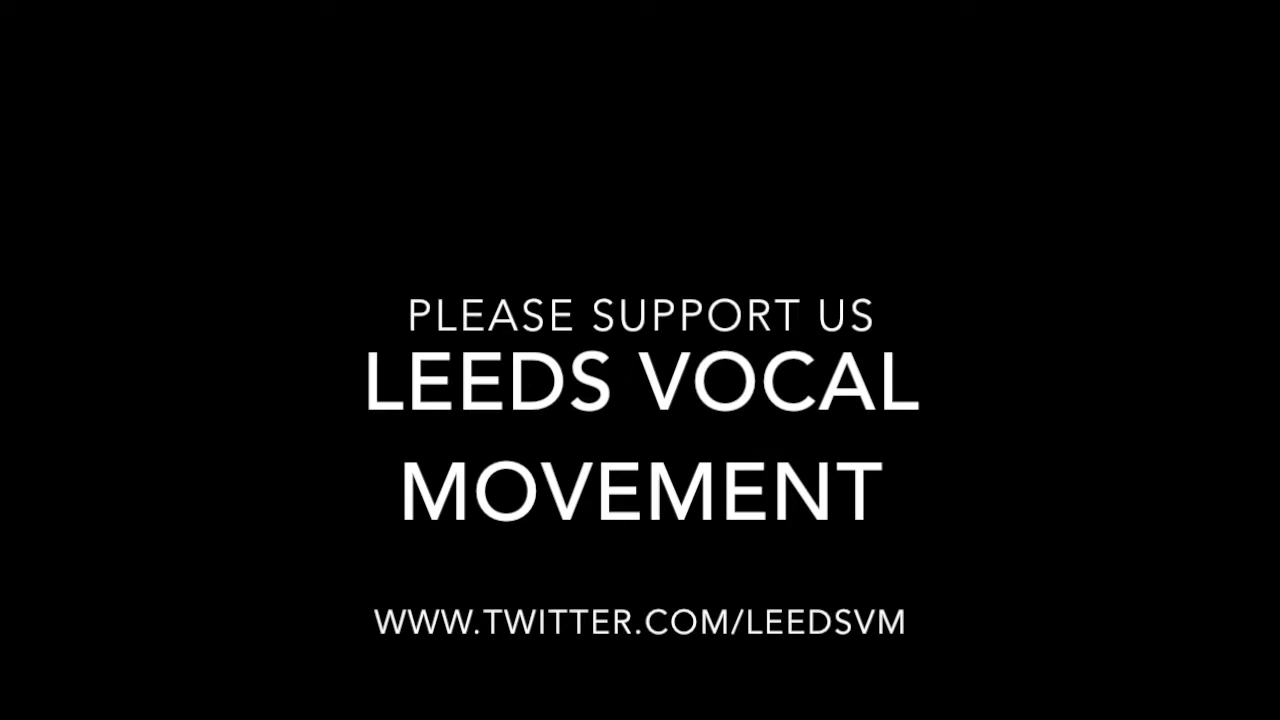 PLEASE SUPPORT US
LEEDS VOCAL
MOVEMENT
WWW.TWITTER.COM/LEEDSVM